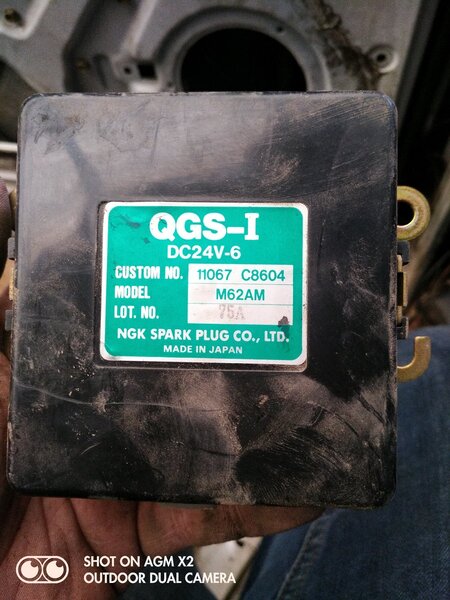 QGS-I
DC24V-6
CUSTOM NO. 11067 C8604
MODEL M62AM
LOT. NO. 75A
NGK SPARK PLUG CO., LTD.
MADE IN JAPAN
SHOT ON AGM X2
OUTDOOR DUAL CAMERA